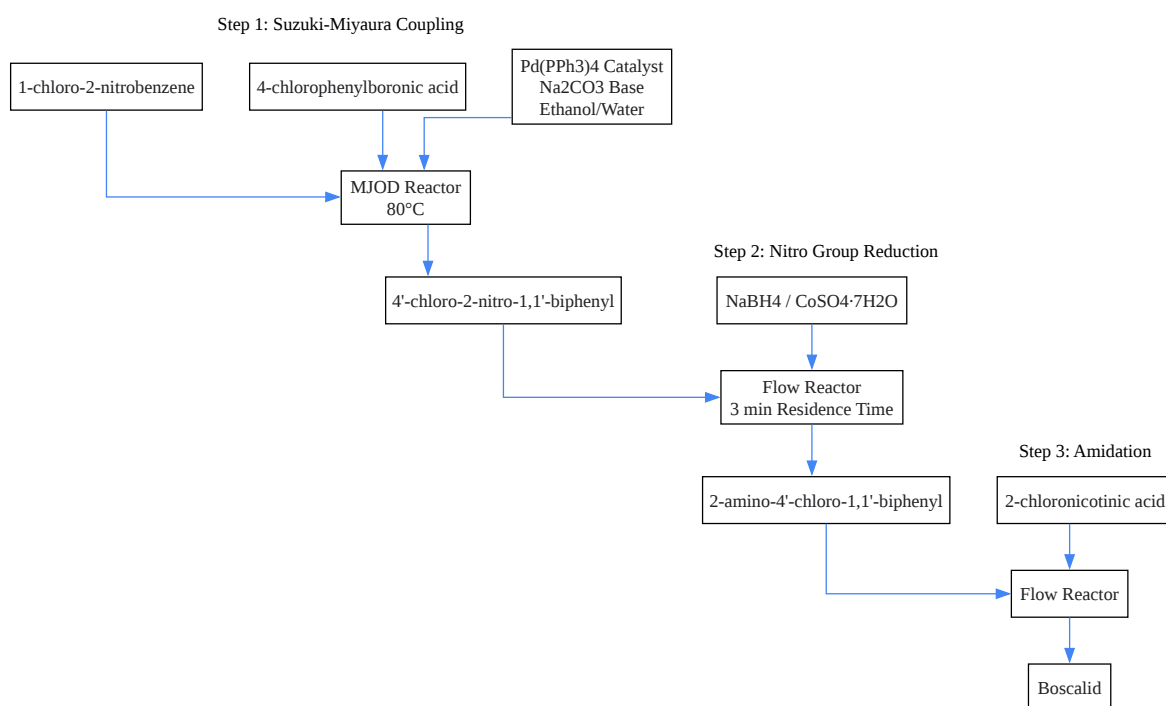 Step 1: Suzuki-Miyaura Coupling
1-chloro-2-nitrobenzene
4-chlorophenylboronic acid
Pd(PPh3)4 Catalyst
Na2CO3 Base
Ethanol/Water
MJOD Reactor
80°C
4'-chloro-2-nitro-1,1'-biphenyl
Step 2: Nitro Group Reduction
NaBH4 / CoSO4·7H2O
Flow Reactor
3 min Residence Time
2-amino-4'-chloro-1,1'-biphenyl
Step 3: Amidation
2-chloronicotinic acid
Flow Reactor
Boscalid